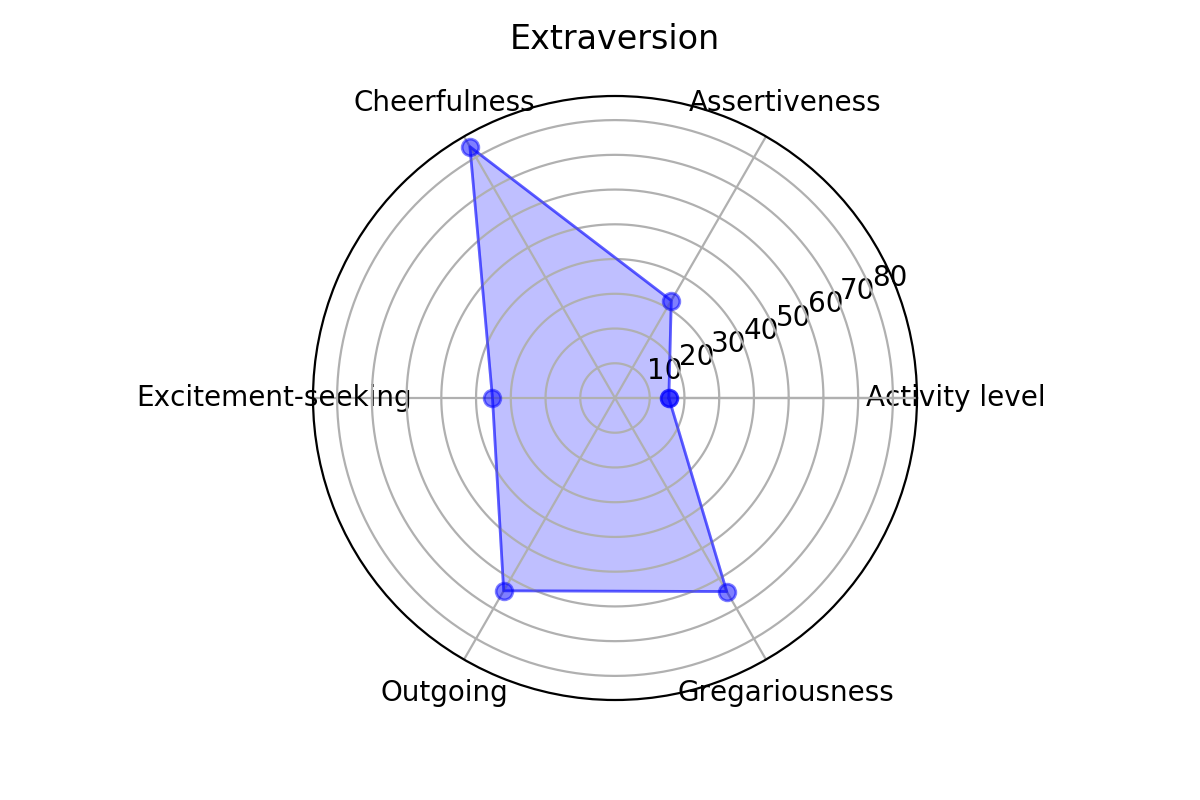 Extraversion
Cheerfulness
Assertiveness
80
70
60
50
40
30
20
10
Excitement-seeking
Activity level
Outgoing
Gregariousness